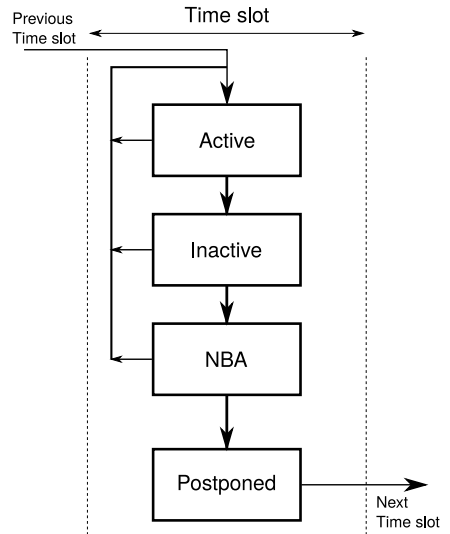 Previous
Time slot
Time slot
Active
Inactive
NBA
Postponed
Next
Time slot